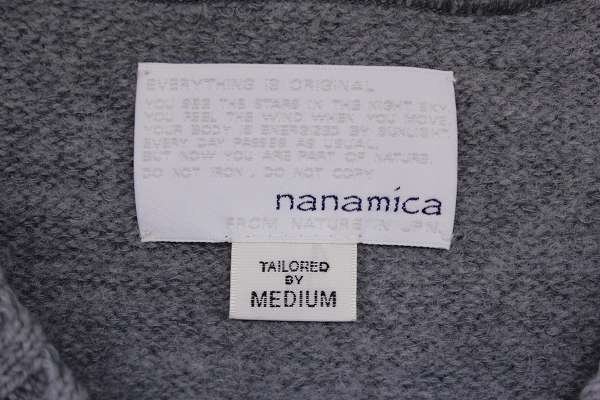 EVERYTHING IS ORIGINAL
YOU SEE THE STARS IN THE NIGHT SKY
YOU FEEL THE WIND WHEN YOU MOVE
YOUR BODY IS ENERGIZED BY SUNLIGHT
EVERY DAY PASSES AS USUAL.
BUT NOW YOU ARE PART OF NATURE.
DO NOT IRON, DO NOT COPY
nanamica
FROM NATURE IN JPN.
TAILORED
BY
MEDIUM